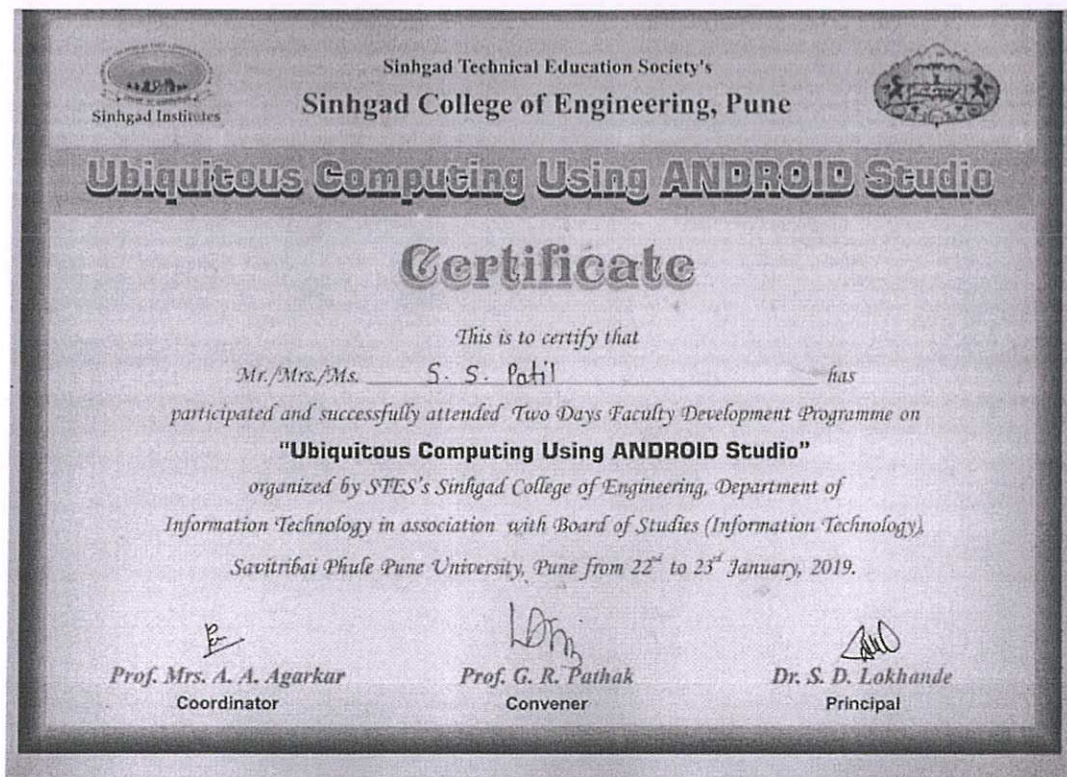 Sinhgad Technical Education Society's
Sinhgad College of Engineering, Pune
Sinhgad Institutes
Ubiquitous Computing Using ANDROID Studio
Certificate
This is to certify that
Mr./Mrs./Ms. S. S. Patil has
participated and successfully attended Two Days Faculty Development Programme on
"Ubiquitous Computing Using ANDROID Studio"
organized by STES's Sinhgad College of Engineering, Department of
Information Technology in association with Board of Studies (Information Technology)
Savitribai Phule Pune University, Pune from 22nd to 23rd January, 2019.
Prof. Mrs. A. A. Agarkar
Coordinator
Prof. G. R. Pathak
Convener
Dr. S. D. Lokhande
Principal